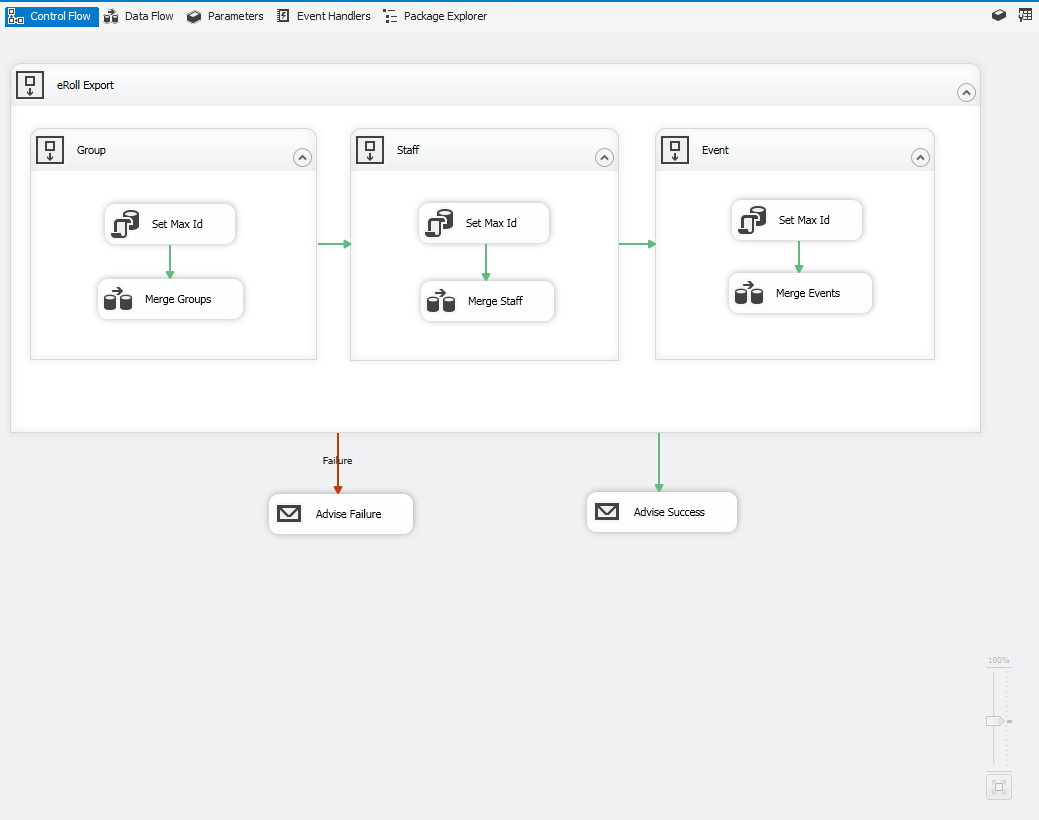 Control Flow Data Flow Parameters Event Handlers Package Explorer
eRoll Export
Group
Set Max Id
Merge Groups
Staff
Set Max Id
Merge Staff
Event
Set Max Id
Merge Events
Failure
Advise Failure
Advise Success
100%